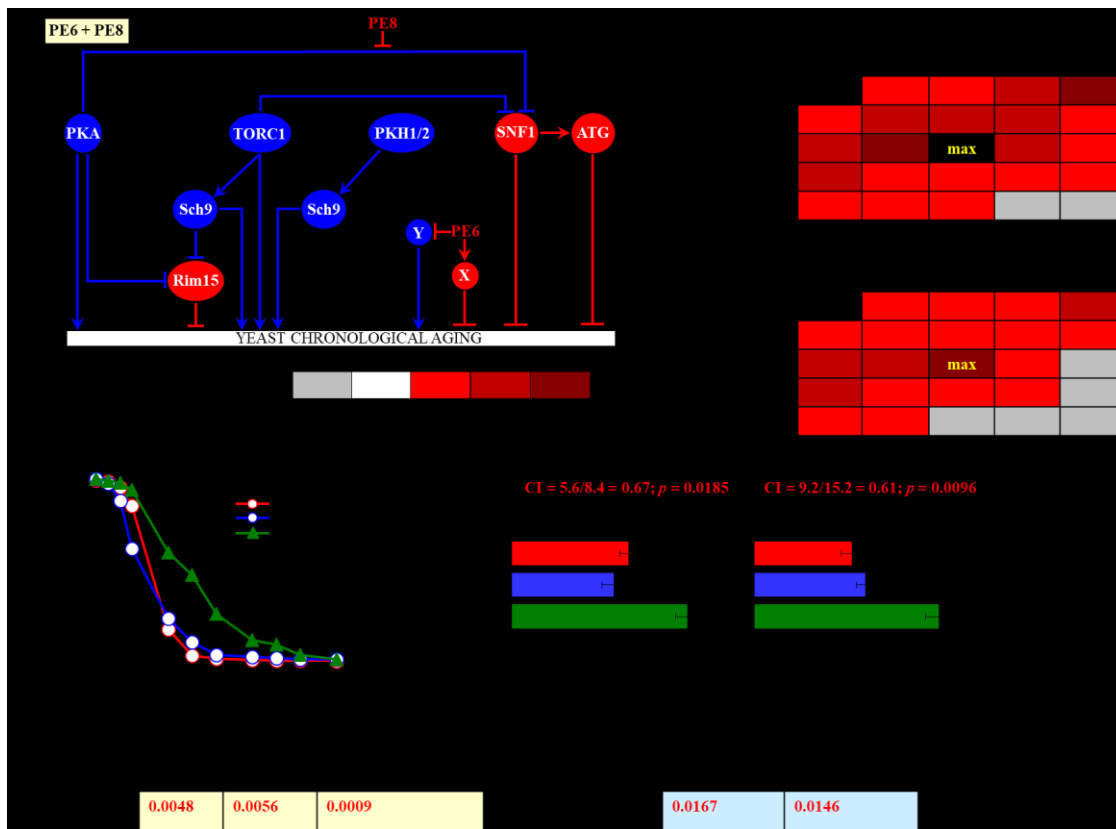 PE6 + PE8
PE8
PKA
TORC1
PKH1/2
SNF1
ATG
Sch9
Sch9
Y
PE6
X
Rim15
YEAST CHRONOLOGICAL AGING
max
max
CI = 5.6/8.4 = 0.67; p = 0.0185
CI = 9.2/15.2 = 0.61; p = 0.0096
0.0048 0.0056 0.0009
0.0167 0.0146